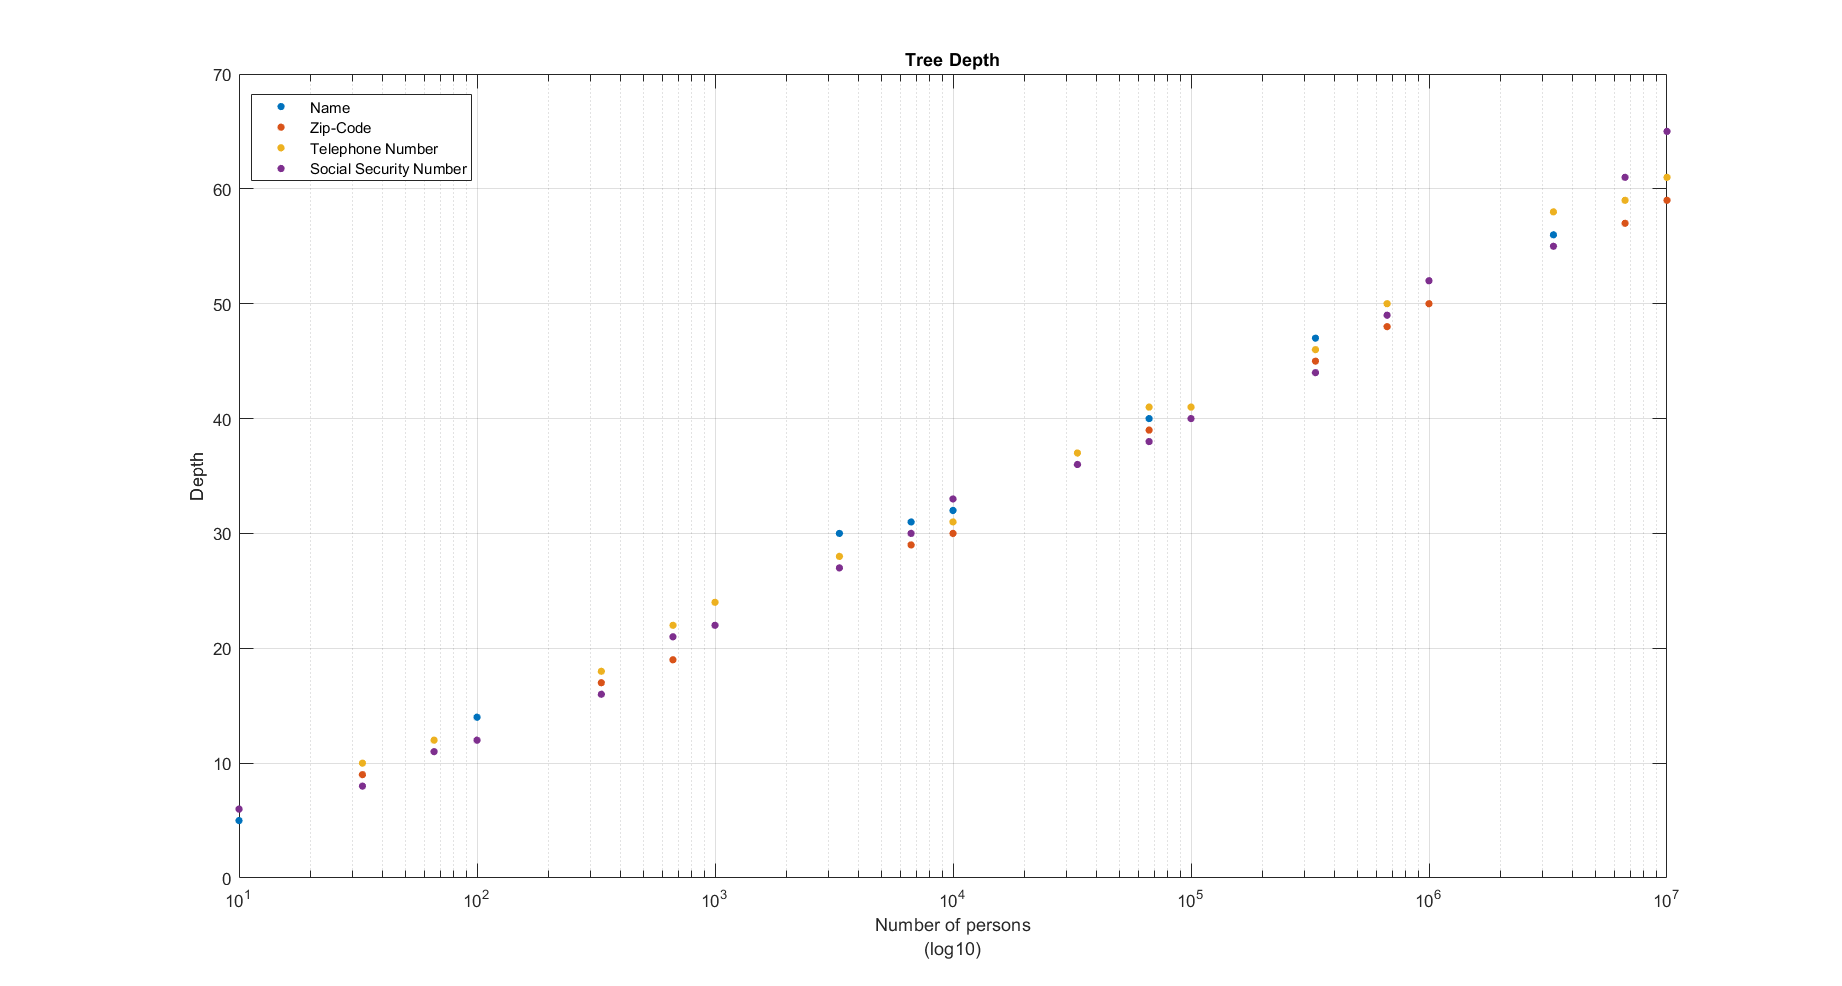 Tree Depth
70
60
50
40
30
20
10
0
Name
Zip-Code
Telephone Number
Social Security Number
Depth
10^1 10^2 10^3 10^4 10^5 10^6 10^7
Number of persons
(log10)